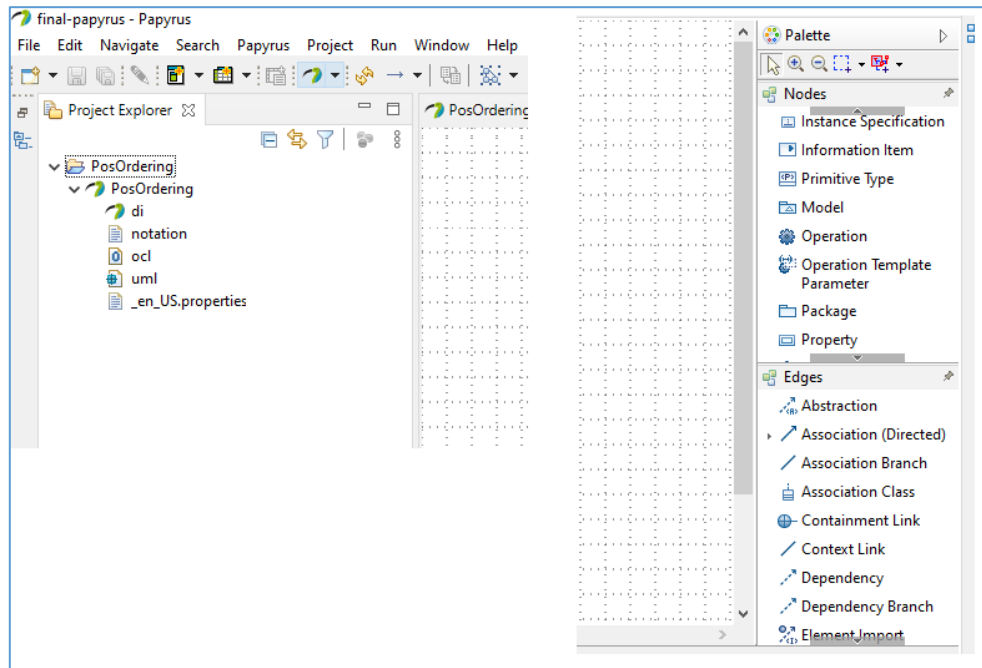 final-papyrus - Papyrus
File Edit Navigate Search Papyrus Project Run Window Help
Project Explorer
PosOrdering
PosOrdering
PosOrdering
di
notation
ocl
uml
_en_US.properties
Palette
Nodes
Instance Specification
Information Item
Primitive Type
Model
Operation
Operation Template
Parameter
Package
Property
Edges
Abstraction
Association (Directed)
Association Branch
Association Class
Containment Link
Context Link
Dependency
Dependency Branch
Element Import